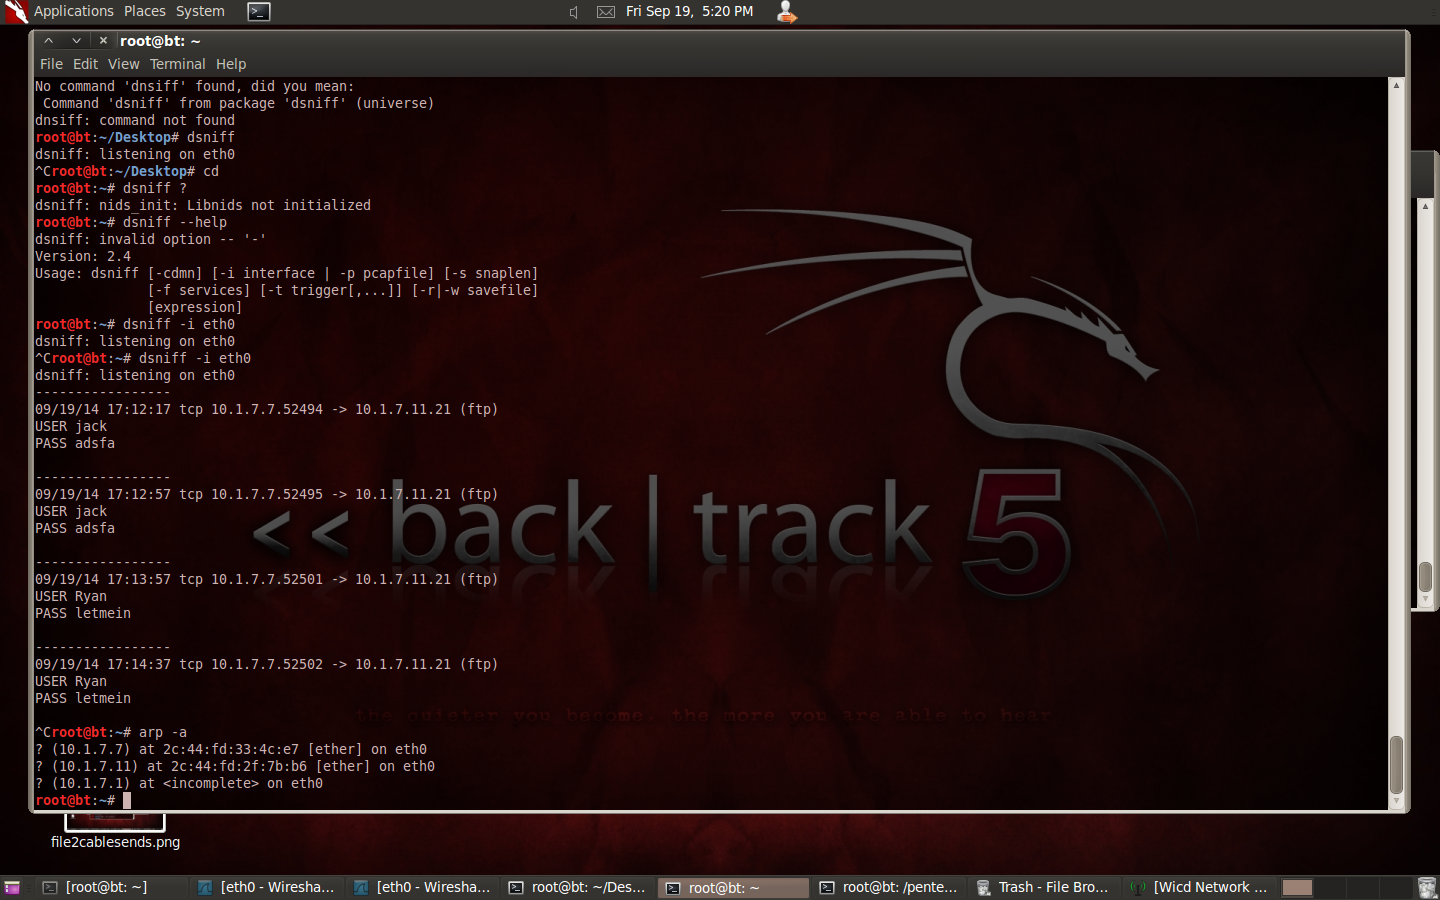 Applications Places System
Fri Sep 19, 5:20 PM
root@bt: ~
File Edit View Terminal Help
No command 'dnsiff' found, did you mean:
 Command 'dsniff' from package 'dsniff' (universe)
dnsiff: command not found
root@bt:~/Desktop# dsniff
dsniff: listening on eth0
^Croot@bt:~/Desktop# cd
root@bt:~# dsniff ?
dsniff: nids_init: Libnids not initialized
root@bt:~# dsniff --help
dsniff: invalid option -- '-'
Version: 2.4
Usage: dsniff [-cdmn] [-i interface | -p pcapfile] [-s snaplen]
              [-f services] [-t trigger[,...]] [-r|-w savefile]
              [expression]
root@bt:~# dsniff -i eth0
dsniff: listening on eth0
^Croot@bt:~# dsniff -i eth0
dsniff: listening on eth0
-----------------
09/19/14 17:12:17 tcp 10.1.7.7.52494 -> 10.1.7.11.21 (ftp)
USER jack
PASS adsfa
-----------------
09/19/14 17:12:57 tcp 10.1.7.7.52495 -> 10.1.7.11.21 (ftp)
USER jack
PASS adsfa
-----------------
09/19/14 17:13:57 tcp 10.1.7.7.52501 -> 10.1.7.11.21 (ftp)
USER Ryan
PASS letmein
-----------------
09/19/14 17:14:37 tcp 10.1.7.7.52502 -> 10.1.7.11.21 (ftp)
USER Ryan
PASS letmein
^Croot@bt:~# arp -a
? (10.1.7.7) at 2c:44:fd:33:4c:e7 [ether] on eth0
? (10.1.7.11) at 2c:44:fd:2f:7b:b6 [ether] on eth0
? (10.1.7.1) at <incomplete> on eth0
root@bt:~#
<< back | track 5
the quieter you become, the more you are able to hear
file2cablesends.png
[root@bt: ~] [eth0 - Wiresha... [eth0 - Wiresha... root@bt: ~/Des... root@bt: ~ root@bt: /pente... Trash - File Bro... [Wicd Network ...